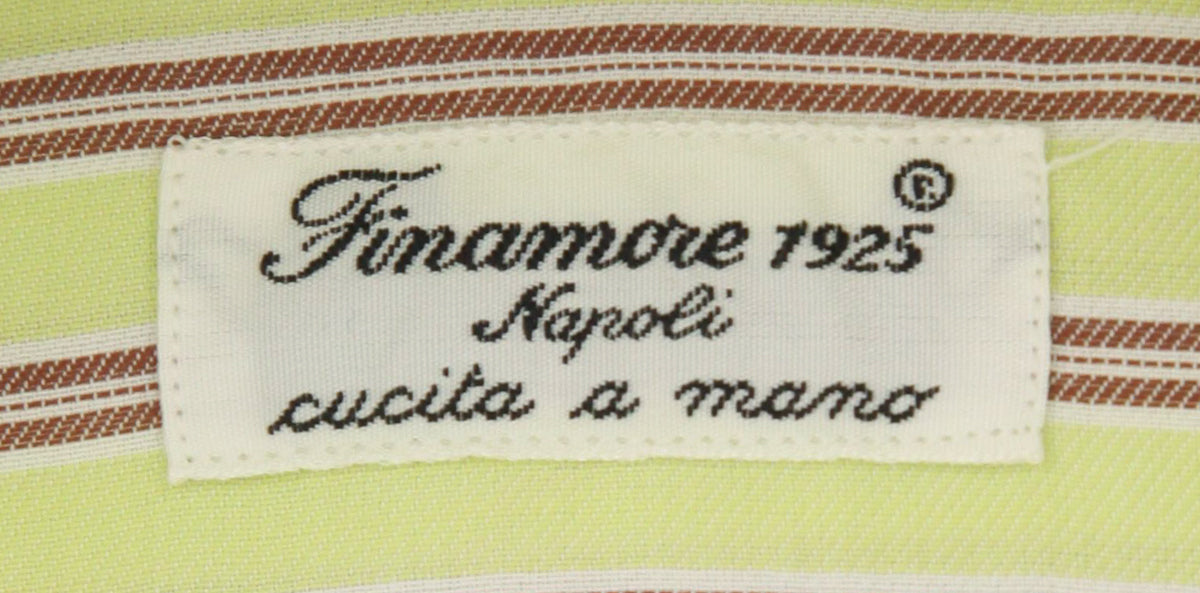 Finamore 1925®
Napoli
cucita a mano